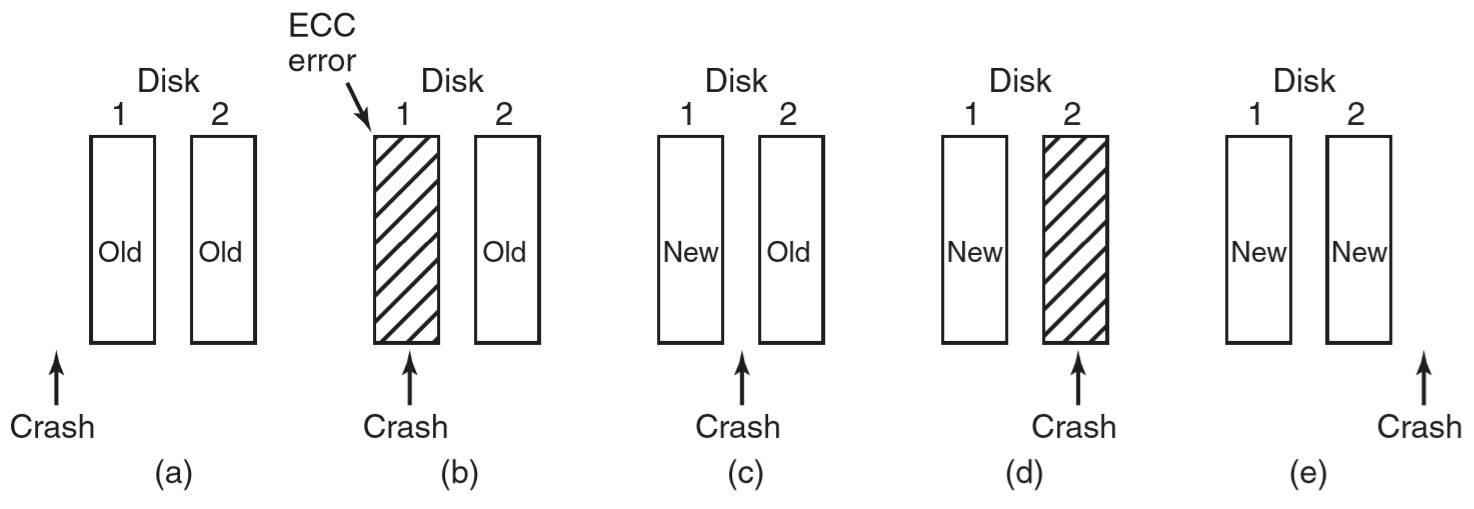 ECC
error
Disk Disk Disk Disk Disk
1 2 1 2 1 2 1 2 1 2
Old Old Old New Old New New New
Crash Crash Crash Crash Crash
(a) (b) (c) (d) (e)